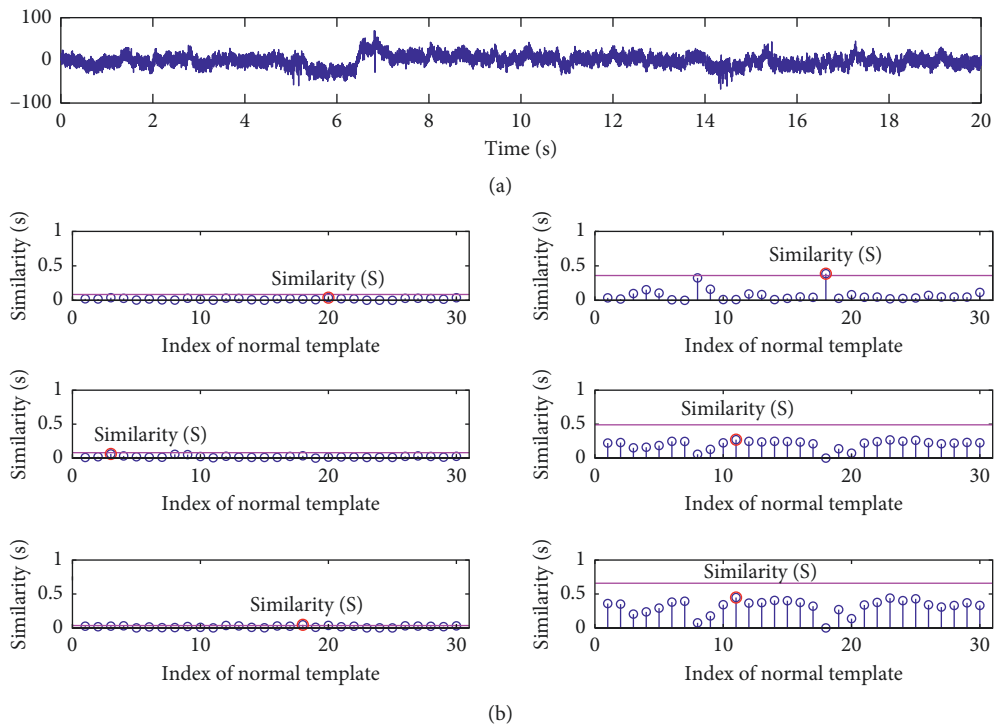 100
0
−100
0 2 4 6 8 10 12 14 16 18 20
Time (s)
(a)
Similarity (s)
1
0.5
0
Similarity (S)
0 10 20 30
Index of normal template
Similarity (s)
1
0.5
0
Similarity (S)
0 10 20 30
Index of normal template
Similarity (s)
1
0.5
0
Similarity (S)
0 10 20 30
Index of normal template
Similarity (s)
1
0.5
0
Similarity (S)
0 10 20 30
Index of normal template
Similarity (s)
1
0.5
0
Similarity (S)
0 10 20 30
Index of normal template
Similarity (s)
1
0.5
0
Similarity (S)
0 10 20 30
Index of normal template
(b)